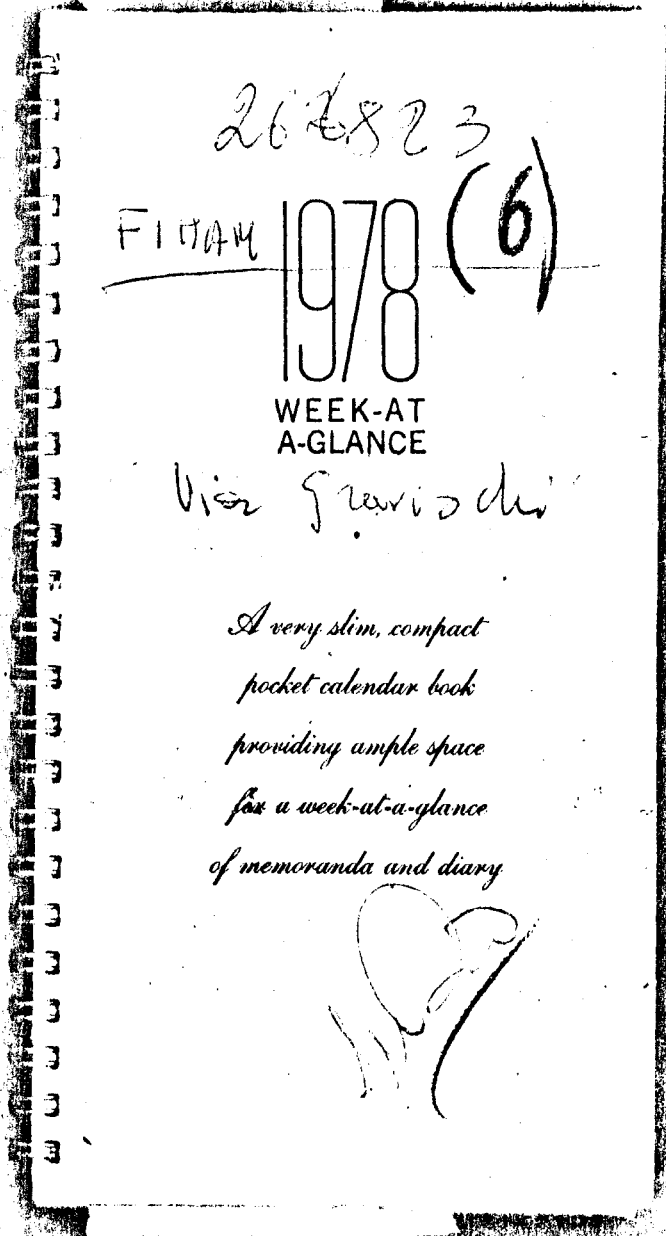 (6)
1978
WEEK-AT
A-GLANCE
A very slim, compact
pocket calendar book
providing ample space
for a week-at-a-glance
of memoranda and diary